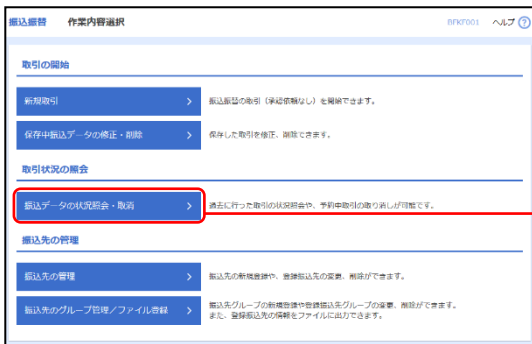 振込振替 作業内容選択 BFKF001 ヘルプ ?
取引の開始
新規取引 振込振替の取引（承認依頼なし）を開始できます。
保存中振込データの修正・削除 保存した取引を修正、削除できます。
取引状況の照会
振込データの状況照会・取消 過去に行った取引の状況照会や、予約中取引の取り消しが可能です。
振込先の管理
振込先の管理 振込先の新規登録や、登録振込先の変更、削除ができます。
振込先のグループ管理／ファイル登録 振込先グループの新規登録や登録振込先グループの変更、削除ができます。
また、登録振込先の情報をファイルに出力できます。